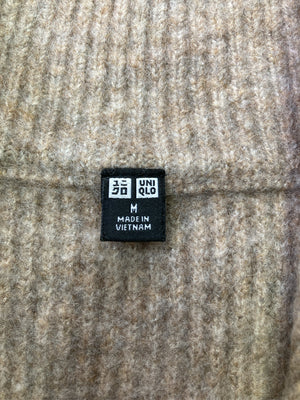 ユニ UNI
クロ QLO
M
MADE IN
VIETNAM